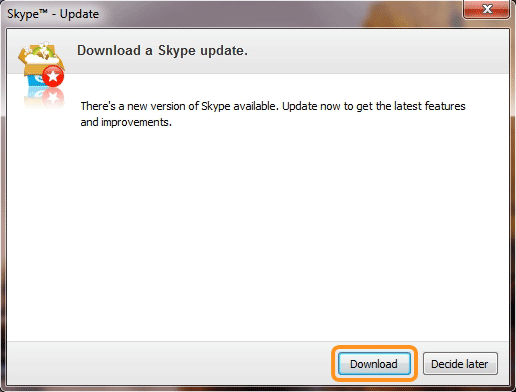 Skype™ - Update
Download a Skype update.
There's a new version of Skype available. Update now to get the latest features
and improvements.
Download
Decide later